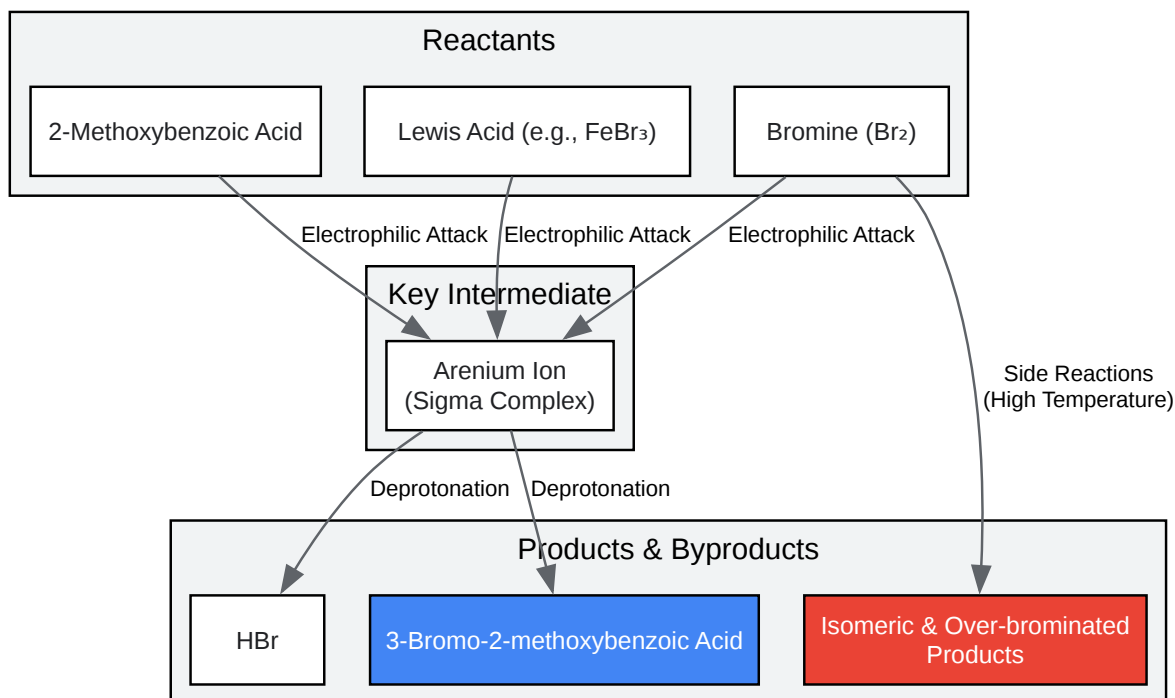 Reactants
2-Methoxybenzoic Acid
Lewis Acid (e.g., FeBr₃)
Bromine (Br₂)
Electrophilic Attack
Electrophilic Attack
Electrophilic Attack
Key Intermediate
Arenium Ion
(Sigma Complex)
Side Reactions
(High Temperature)
Deprotonation
Deprotonation
Products & Byproducts
HBr
3-Bromo-2-methoxybenzoic Acid
Isomeric & Over-brominated
Products